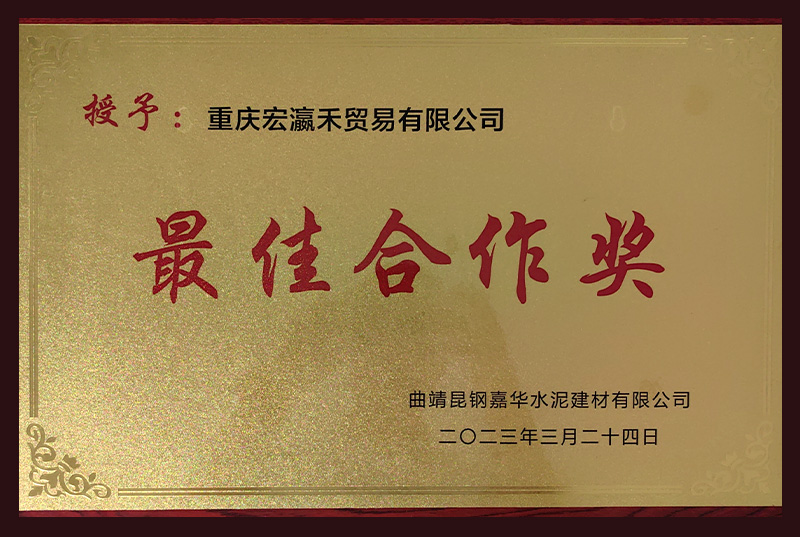 授予：重庆宏瀛禾贸易有限公司
最佳合作奖
曲靖昆钢嘉华水泥建材有限公司
二〇二三年三月二十四日